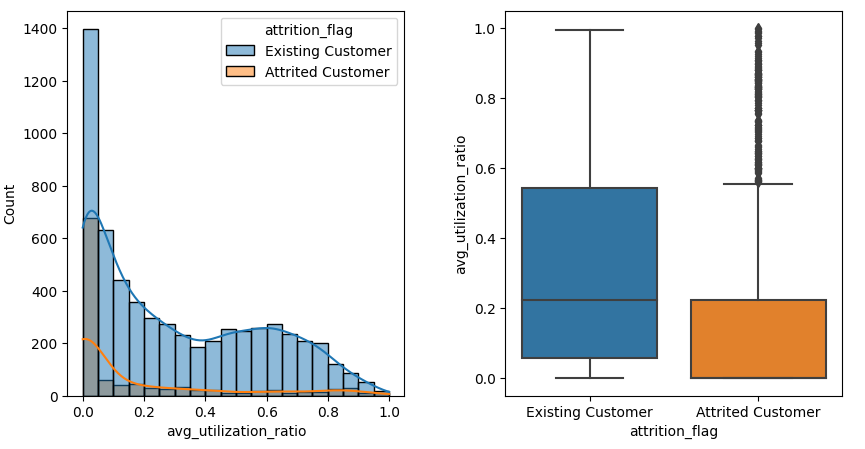 attrition_flag
Existing Customer
Attrited Customer
1400
1200
1000
800
600
400
200
0
Count
0.0 0.2 0.4 0.6 0.8 1.0
avg_utilization_ratio
1.0
0.8
0.6
0.4
0.2
0.0
avg_utilization_ratio
Existing Customer Attrited Customer
attrition_flag